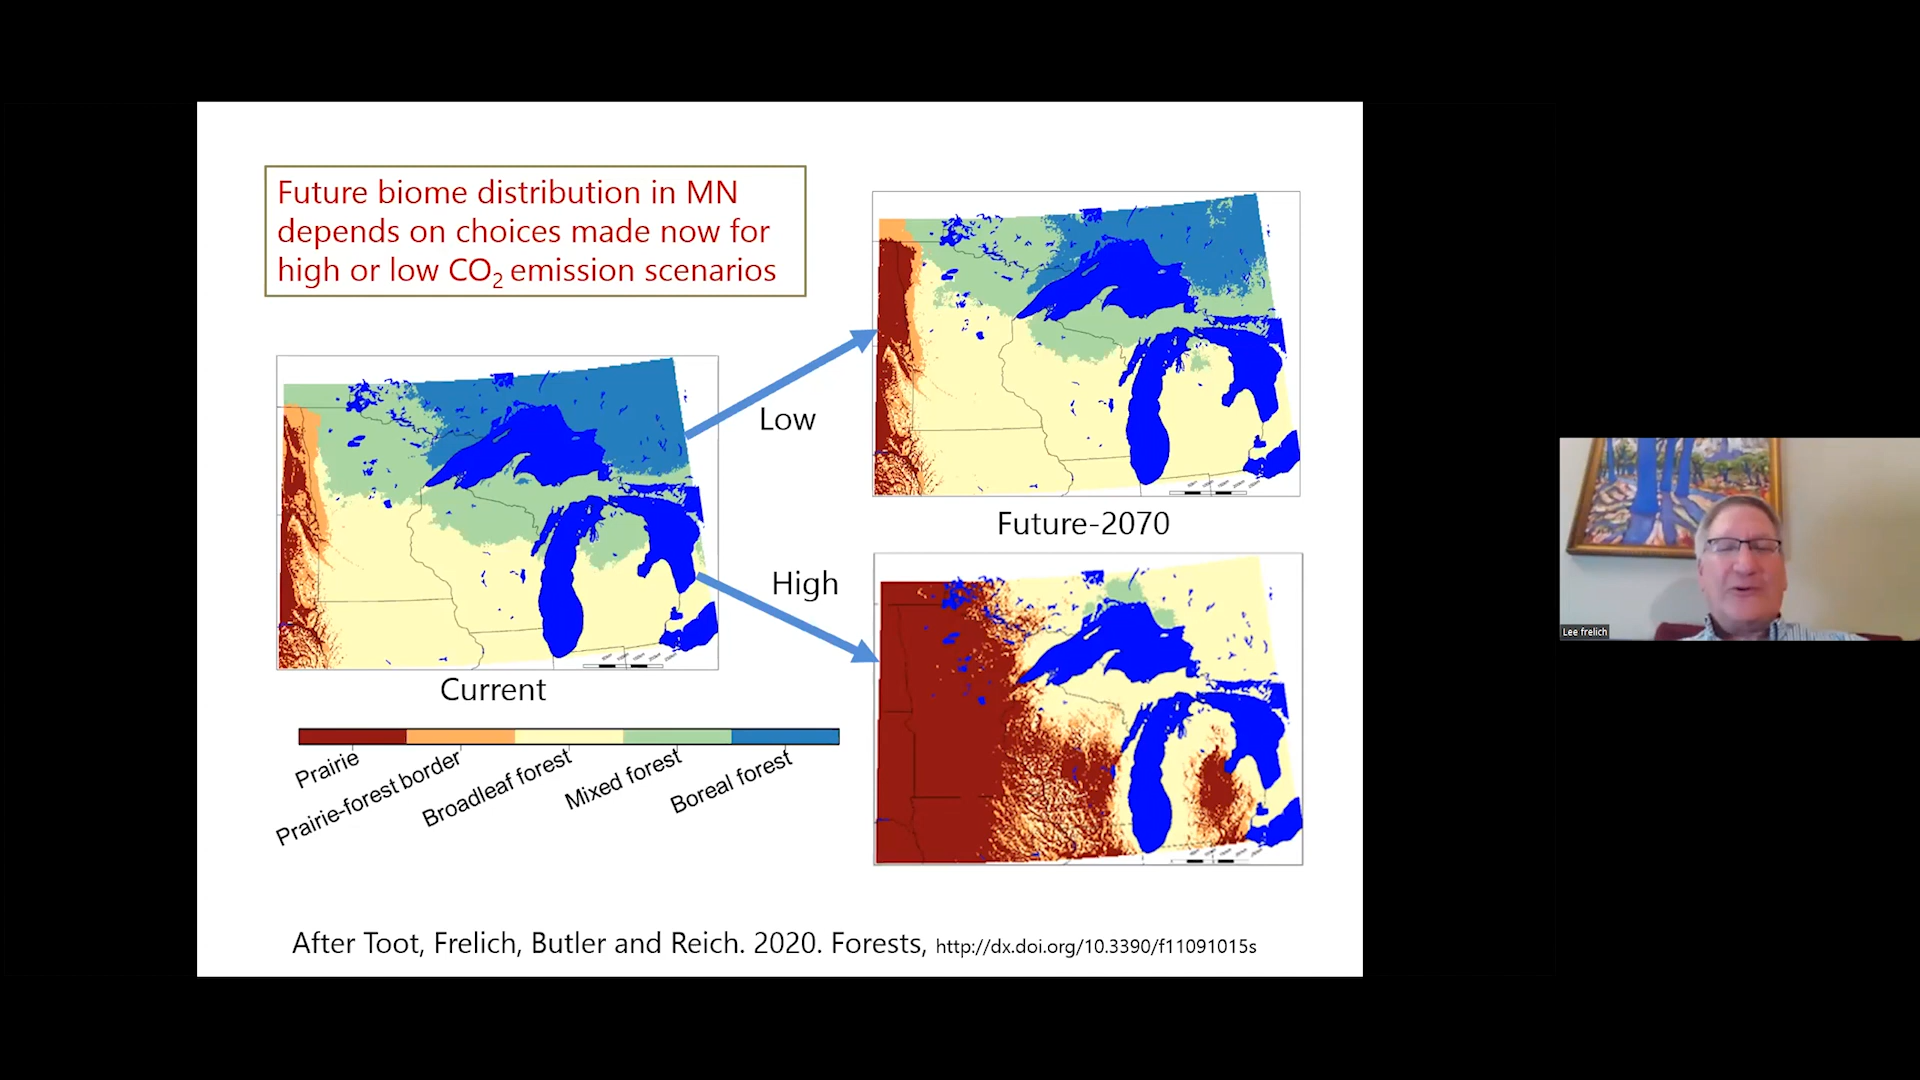 Future biome distribution in MN
depends on choices made now for
high or low CO2 emission scenarios
Low
High
Current
Future-2070
Prairie
Prairie-forest border
Broadleaf forest
Mixed forest
Boreal forest
After Toot, Frelich, Butler and Reich. 2020. Forests, http://dx.doi.org/10.3390/f11091015s
Lee frelich